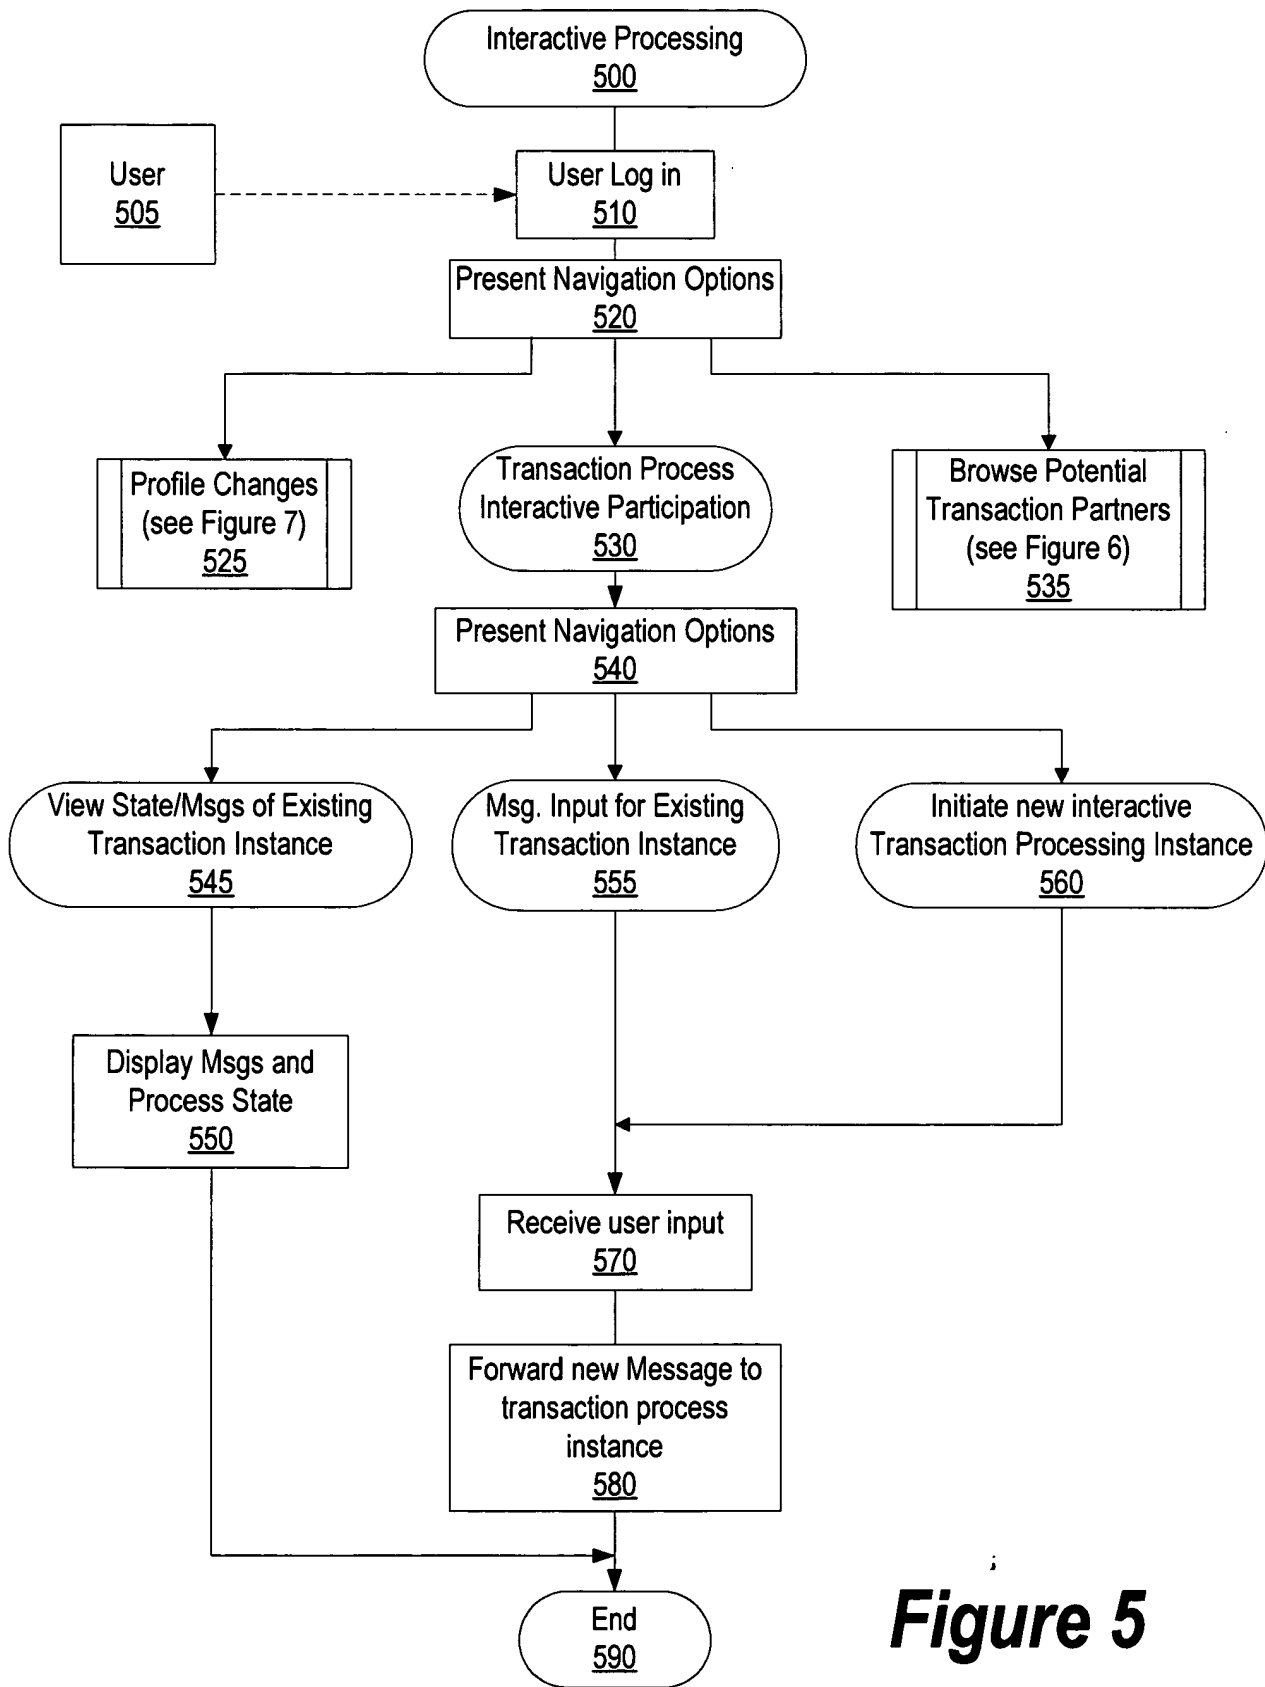 Interactive Processing
500
User
505
User Log in
510
Present Navigation Options
520
Profile Changes
(see Figure 7)
525
Transaction Process
Interactive Participation
530
Browse Potential
Transaction Partners
(see Figure 6)
535
Present Navigation Options
540
View State/Msgs of Existing
Transaction Instance
545
Msg. Input for Existing
Transaction Instance
555
Initiate new interactive
Transaction Processing Instance
560
Display Msgs and
Process State
550
Receive user input
570
Forward new Message to
transaction process
instance
580
End
590
Figure 5